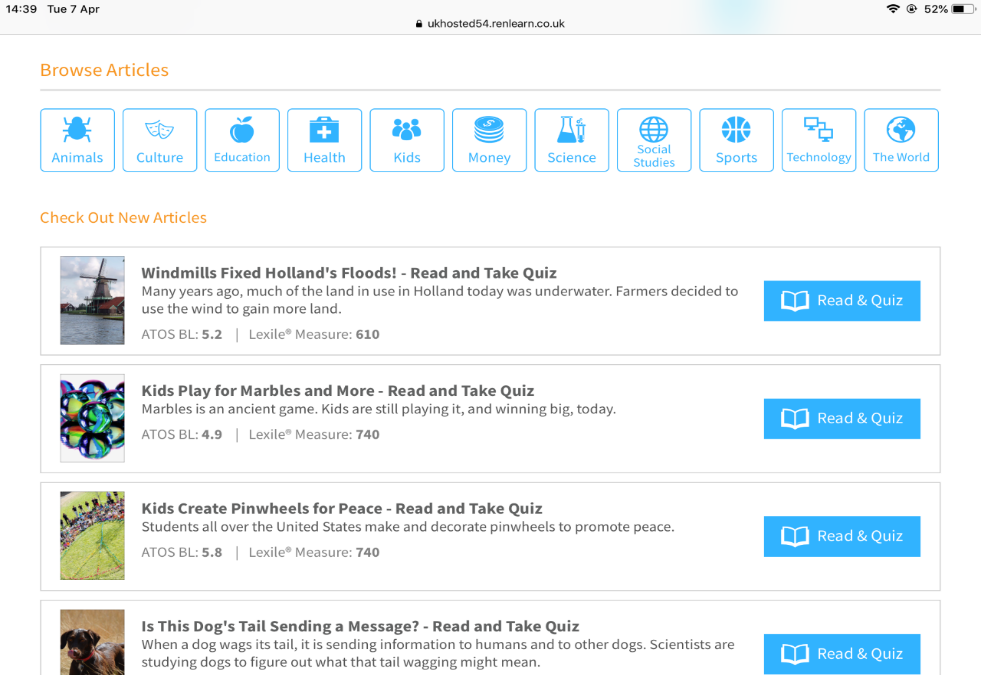 14:39 Tue 7 Apr
52%
ukhosted54.renlearn.co.uk
Browse Articles
Animals
Culture
Education
Health
Kids
Money
Science
Social
Studies
Sports
Technology
The World
Check Out New Articles
Windmills Fixed Holland's Floods! - Read and Take Quiz
Many years ago, much of the land in use in Holland today was underwater. Farmers decided to
use the wind to gain more land.
ATOS BL: 5.2 | Lexile® Measure: 610
Read & Quiz
Kids Play for Marbles and More - Read and Take Quiz
Marbles is an ancient game. Kids are still playing it, and winning big, today.
ATOS BL: 4.9 | Lexile® Measure: 740
Read & Quiz
Kids Create Pinwheels for Peace - Read and Take Quiz
Students all over the United States make and decorate pinwheels to promote peace.
ATOS BL: 5.8 | Lexile® Measure: 740
Read & Quiz
Is This Dog's Tail Sending a Message? - Read and Take Quiz
When a dog wags its tail, it is sending information to humans and to other dogs. Scientists are
studying dogs to figure out what that tail wagging might mean.
Read & Quiz